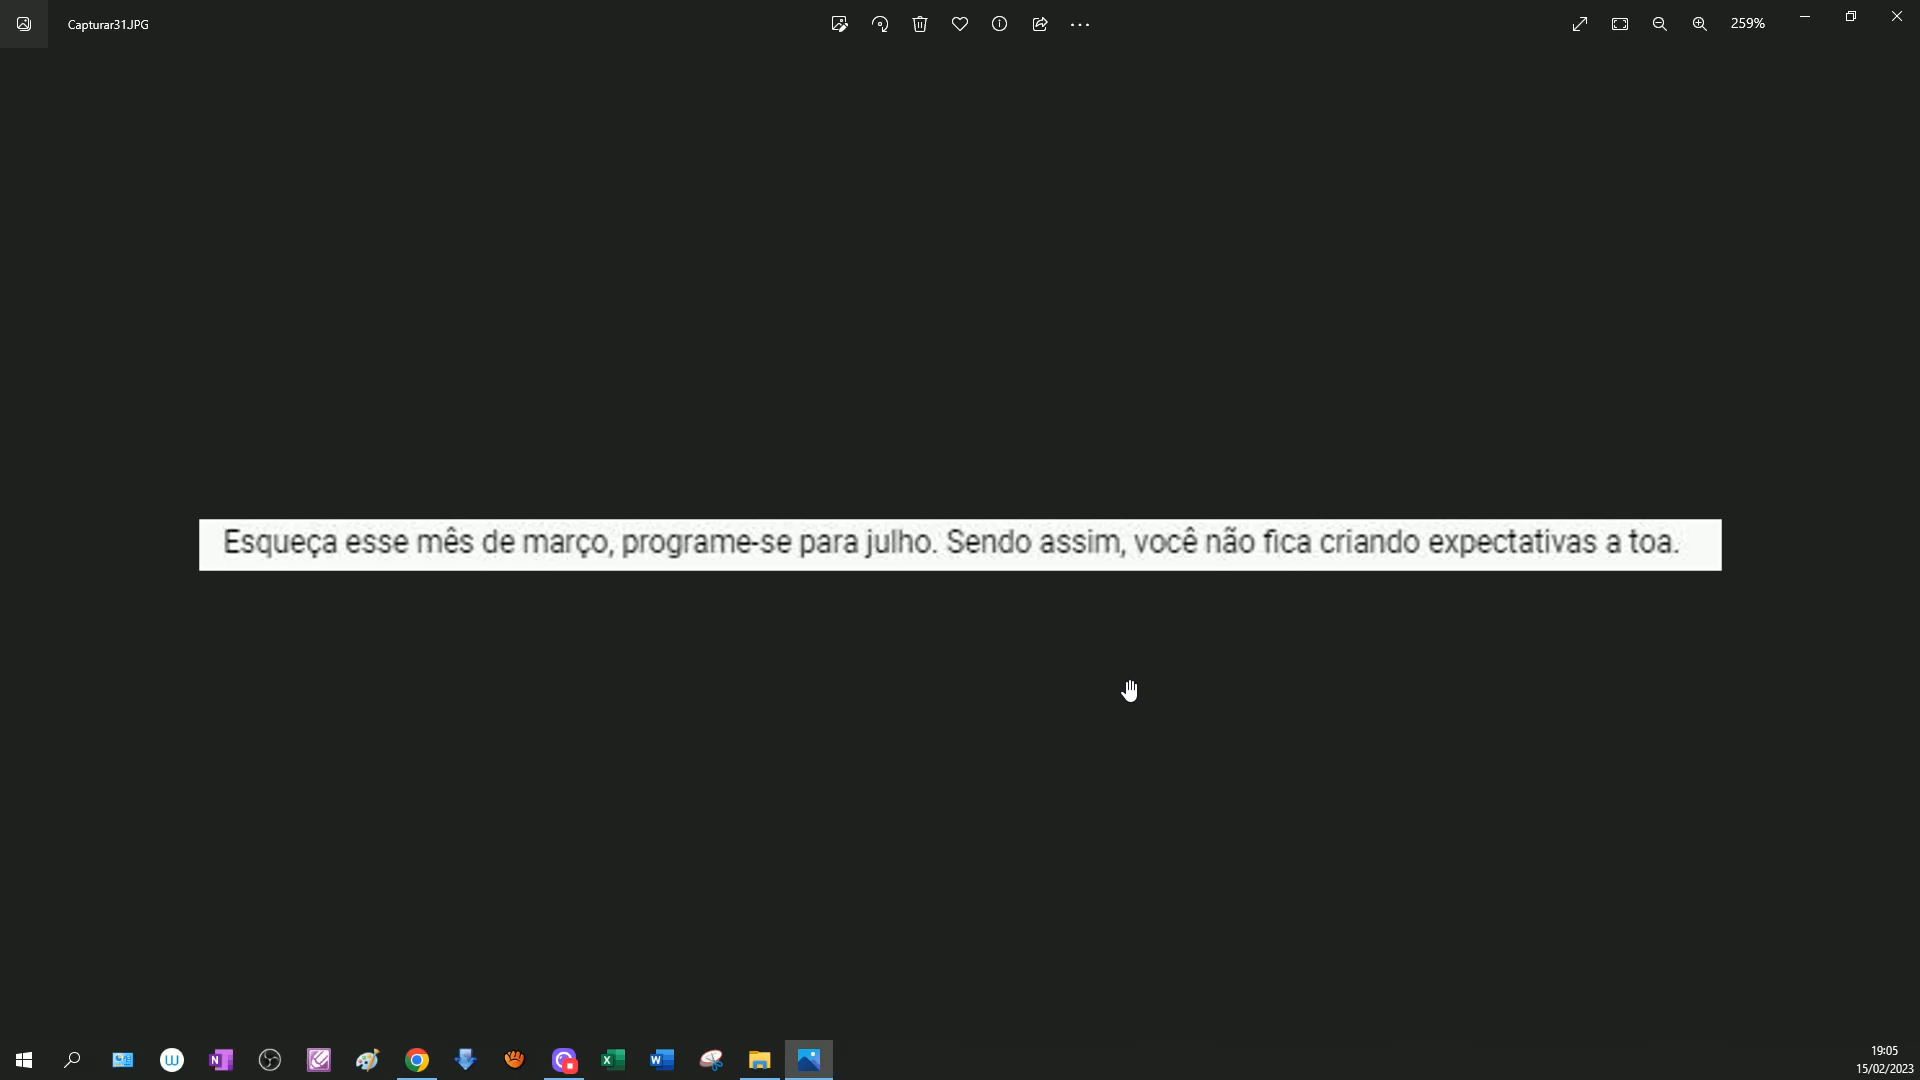 Capturar31.JPG
259%
Esqueça esse mês de março, programe-se para julho. Sendo assim, você não fica criando expectativas a toa.
19:05
15/02/2023